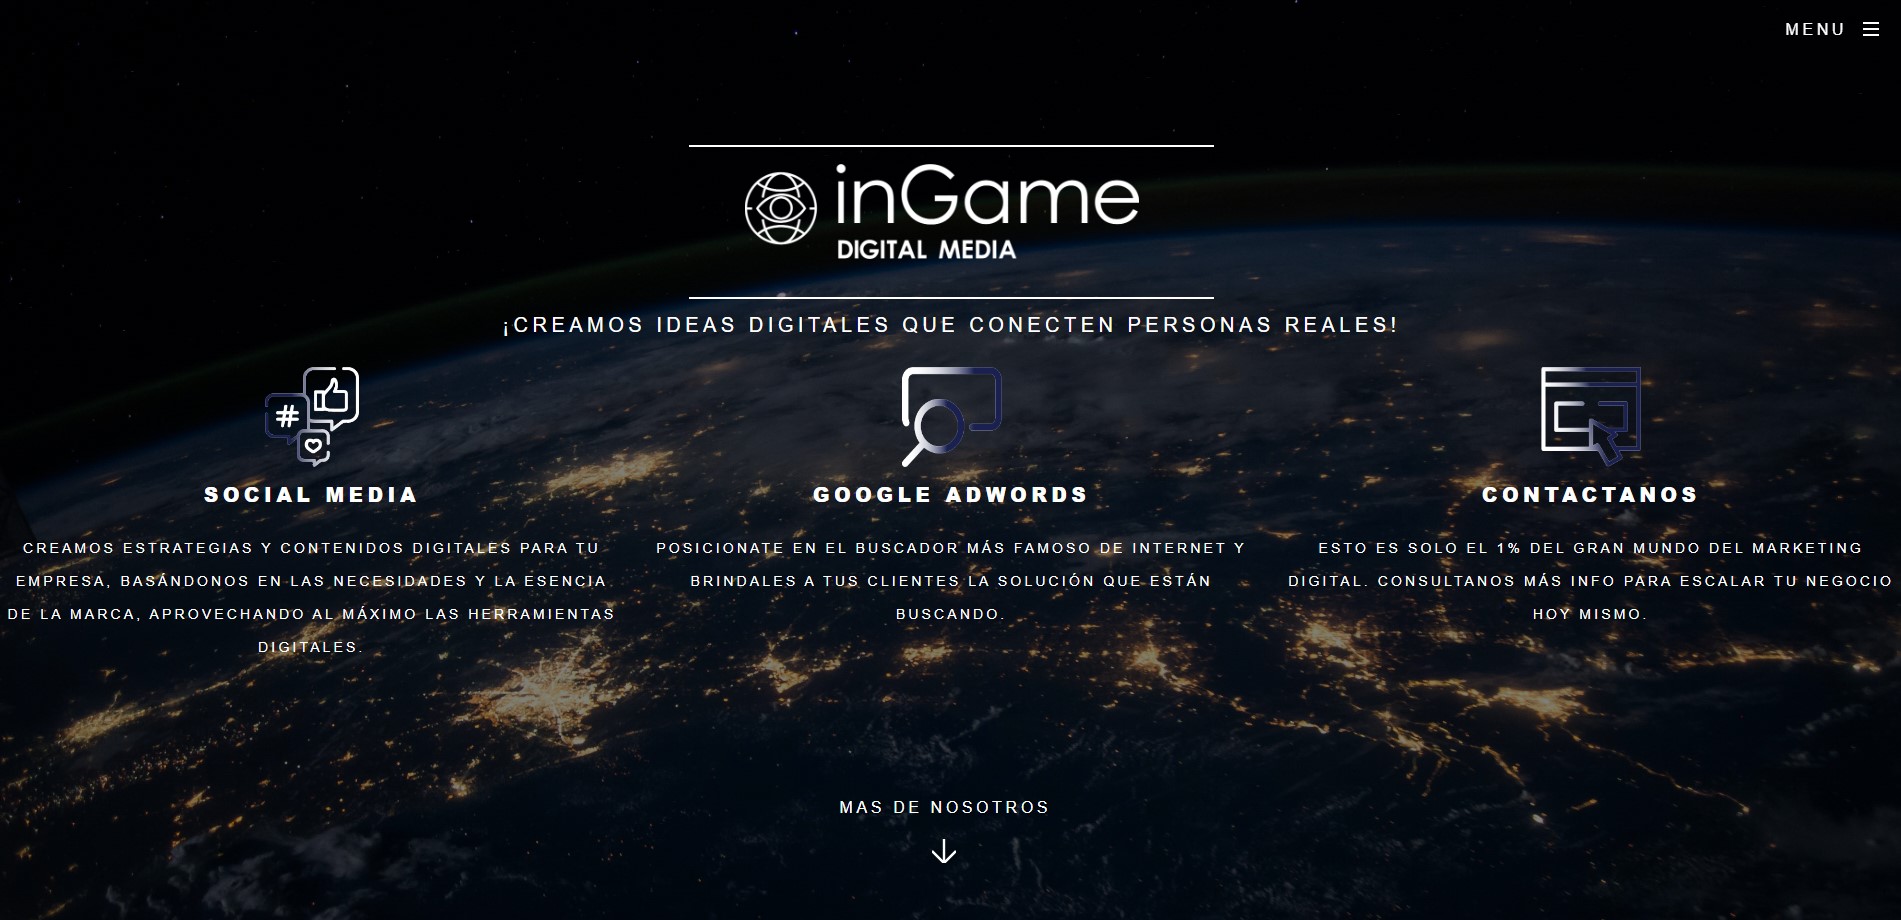 MENU
inGame
DIGITAL MEDIA
¡CREAMOS IDEAS DIGITALES QUE CONECTEN PERSONAS REALES!
#
SOCIAL MEDIA
CREAMOS ESTRATEGIAS Y CONTENIDOS DIGITALES PARA TU
EMPRESA, BASÁNDONOS EN LAS NECESIDADES Y LA ESENCIA
DE LA MARCA, APROVECHANDO AL MÁXIMO LAS HERRAMIENTAS
DIGITALES.
GOOGLE ADWORDS
POSICIONATE EN EL BUSCADOR MÁS FAMOSO DE INTERNET Y
BRINDALES A TUS CLIENTES LA SOLUCIÓN QUE ESTÁN
BUSCANDO.
CONTACTANOS
ESTO ES SOLO EL 1% DEL GRAN MUNDO DEL MARKETING
DIGITAL. CONSULTANOS MÁS INFO PARA ESCALAR TU NEGOCIO
HOY MISMO.
MAS DE NOSOTROS